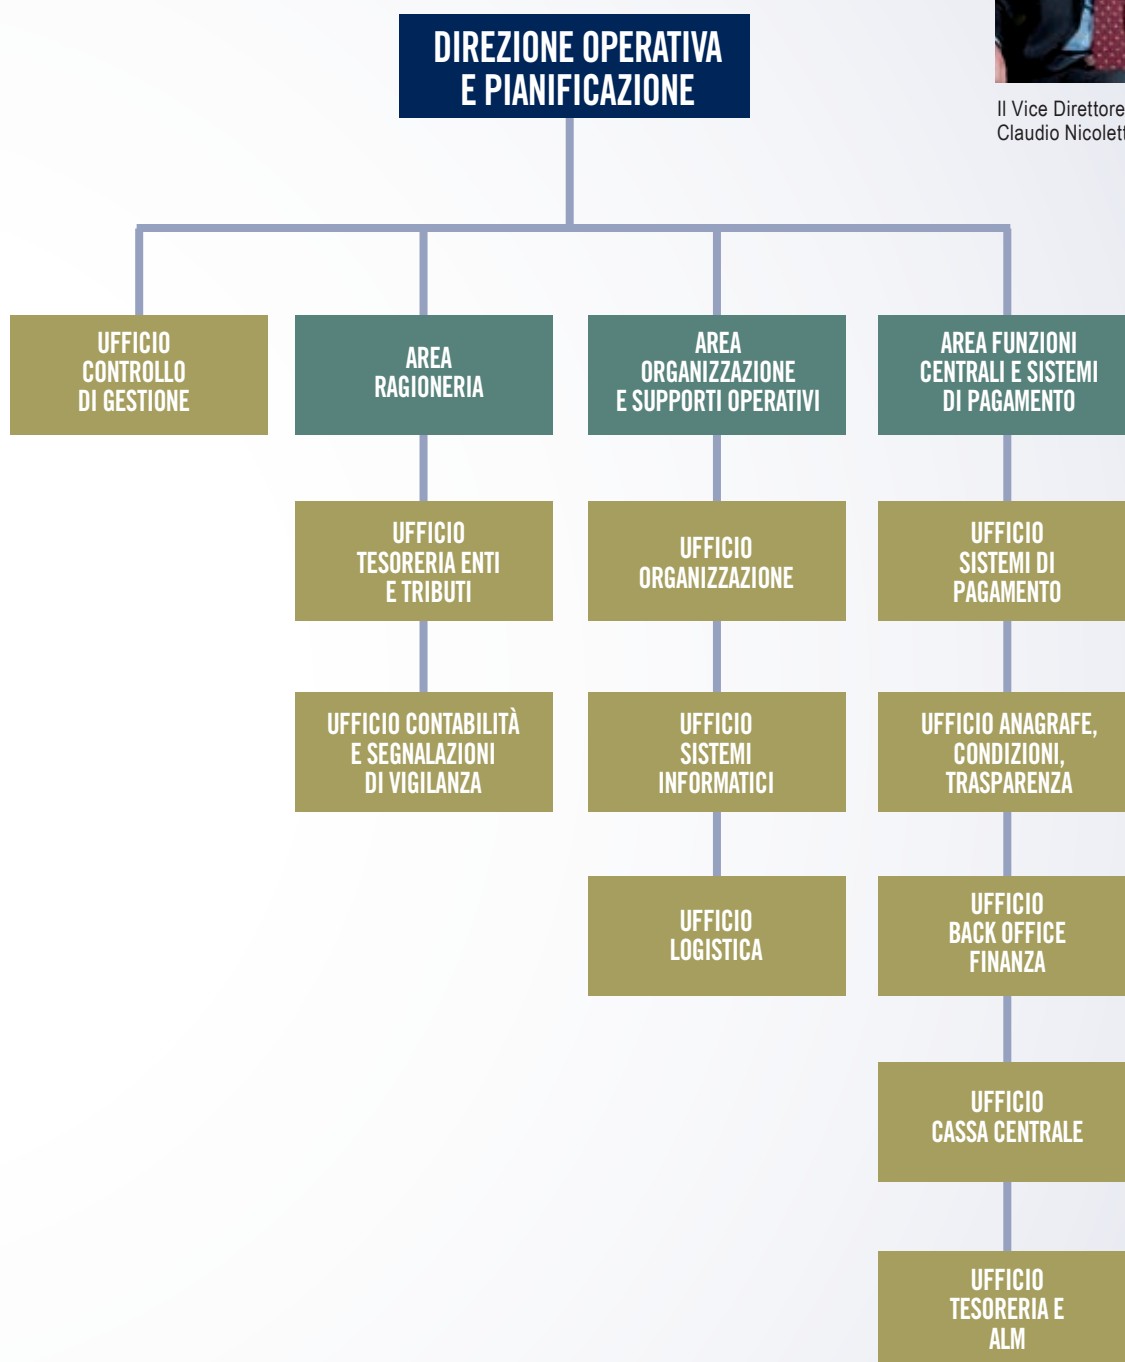 DIREZIONE OPERATIVA
E PIANIFICAZIONE
Il Vice Direttore
Claudio
UFFICIO
CONTROLLO
DI GESTIONE
AREA
RAGIONERIA
AREA
ORGANIZZAZIONE
E SUPPORTI OPERATIVI
AREA FUNZIONI
CENTRALI E SISTEMI
DI PAGAMENTO
UFFICIO
TESORERIA ENTI
E TRIBUTI
UFFICIO
ORGANIZZAZIONE
UFFICIO
SISTEMI DI
PAGAMENTO
UFFICIO CONTABILITÀ
E SEGNALAZIONI
DI VIGILANZA
UFFICIO
SISTEMI
INFORMATICI
UFFICIO ANAGRAFE,
CONDIZIONI,
TRASPARENZA
UFFICIO
LOGISTICA
UFFICIO
BACK OFFICE
FINANZA
UFFICIO
CASSA CENTRALE
UFFICIO
TESORERIA E
ALM